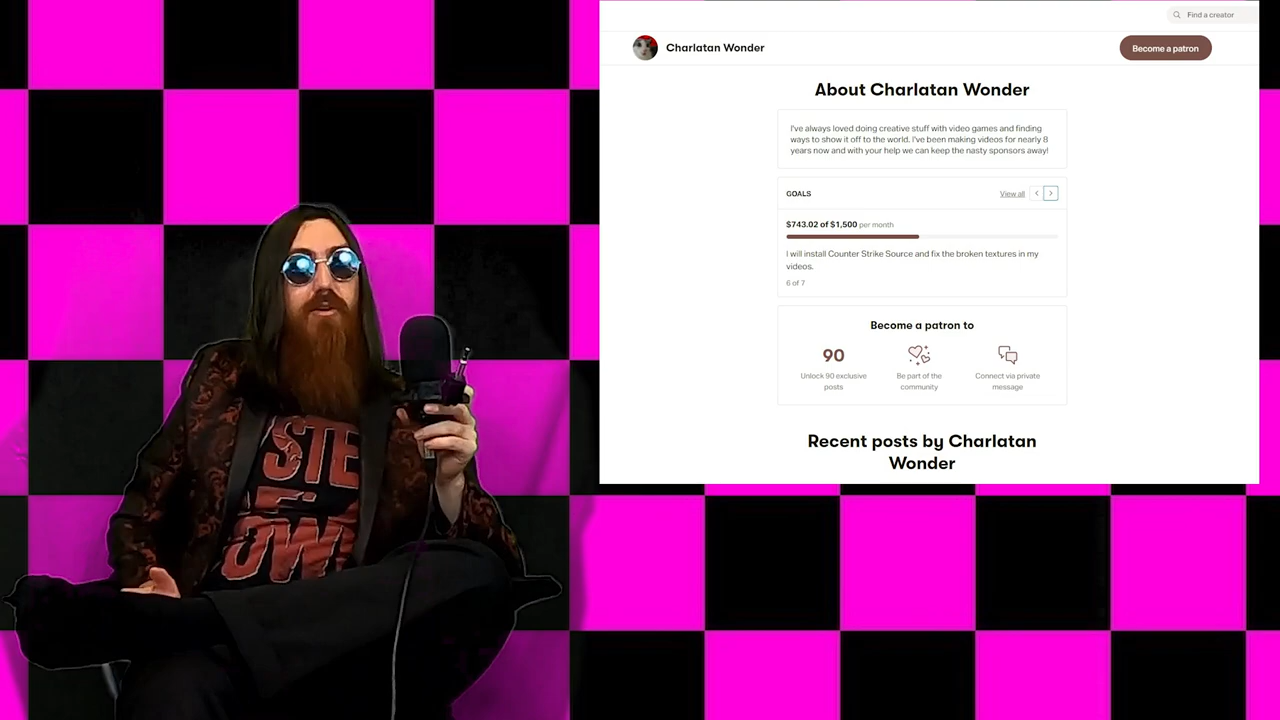 Find a creator
Charlatan Wonder
Become a patron
About Charlatan Wonder
I've always loved doing creative stuff with video games and finding
ways to show it off to the world. I've been making videos for nearly 8
years now and with your help we can keep the nasty sponsors away!
GOALS
View all
$743.02 of $1,500 per month
I will install Counter Strike Source and fix the broken textures in my
videos.
6 of 7
Become a patron to
90
Unlock 90 exclusive
posts
Be part of the
community
Connect via private
message
Recent posts by Charlatan
Wonder